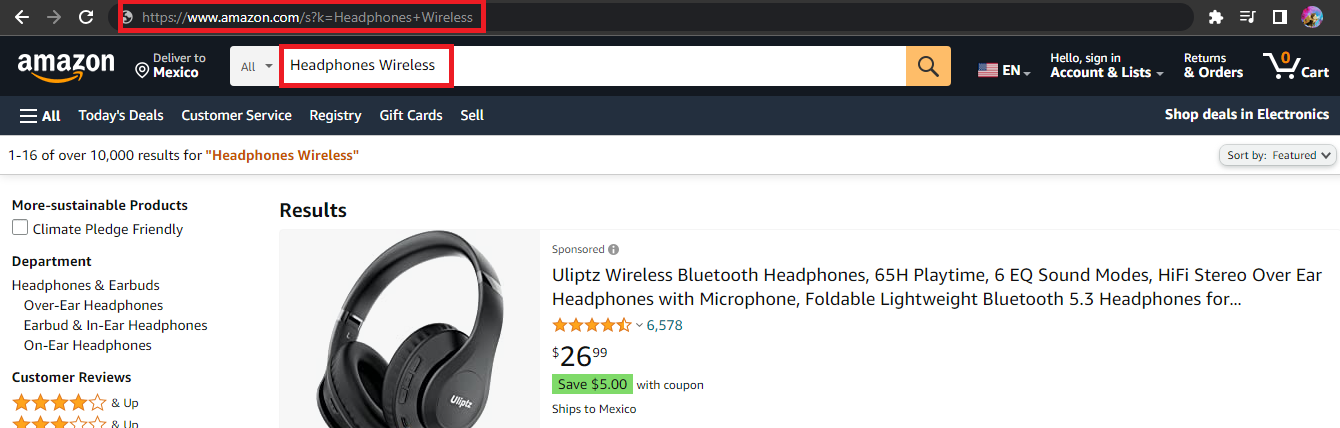 https://www.amazon.com/s?k=Headphones+Wireless
amazon
Deliver to
Mexico
All
Headphones Wireless
EN
Hello, sign in
Account & Lists
Returns
& Orders
0
Cart
All
Today's Deals
Customer Service
Registry
Gift Cards
Sell
Shop deals in Electronics
1-16 of over 10,000 results for "Headphones Wireless"
Sort by: Featured
More-sustainable Products
Climate Pledge Friendly
Department
Headphones & Earbuds
Over-Ear Headphones
Earbud & In-Ear Headphones
On-Ear Headphones
Customer Reviews
& Up
& Up
Results
Uliptz
Sponsored
Uliptz Wireless Bluetooth Headphones, 65H Playtime, 6 EQ Sound Modes, HiFi Stereo Over Ear
Headphones with Microphone, Foldable Lightweight Bluetooth 5.3 Headphones for...
6,578
$2699
Save $5.00 with coupon
Ships to Mexico